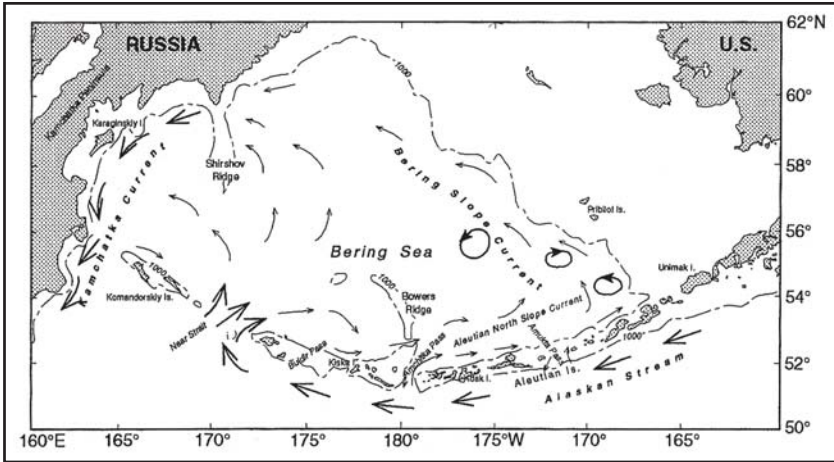 RUSSIA
U.S.
62°N
60°
58°
56°
54°
52°
50°
Kamchatka Peninsula
Karaginskiy I.
1000
Shirshov
Ridge
Kamchatka Current
Bering Slope Current
Pribilof Is.
Bering Sea
Unimak I.
1000
Komandorskiy Is.
1000
Bowers
Ridge
Near Strait
Aleutian North Slope Current
Buldir Pass
Kiska
Amchitka Pass
Amukta Pass
1000
Aleutian Is.
Alaskan Stream
160°E
165°
170°
175°
180°
175°W
170°
165°